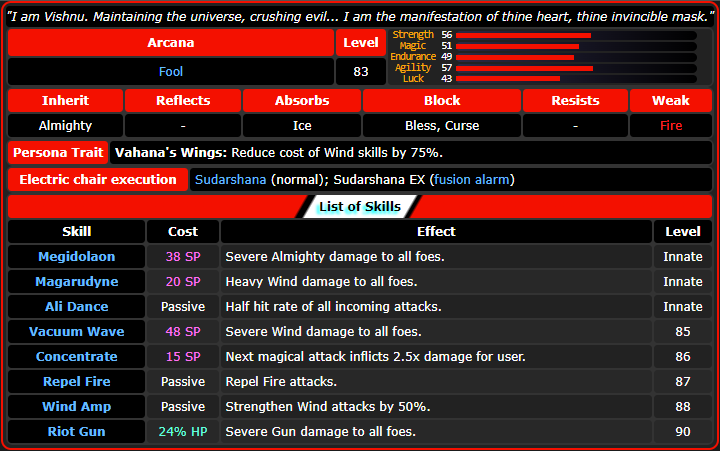 "I am Vishnu. Maintaining the universe, crushing evil... I am the manifestation of thine heart, thine invincible mask."
Arcana Level
Fool 83
Strength 56
Magic 51
Endurance 49
Agility 57
Luck 43
Inherit Reflects Absorbs Block Resists Weak
Almighty - Ice Bless, Curse - Fire
Persona Trait Vahana's Wings: Reduce cost of Wind skills by 75%.
Electric chair execution Sudarshana (normal); Sudarshana EX (fusion alarm)
List of Skills
Skill Cost Effect Level
Megidolaon 38 SP Severe Almighty damage to all foes. Innate
Magarudyne 20 SP Heavy Wind damage to all foes. Innate
Ali Dance Passive Half hit rate of all incoming attacks. Innate
Vacuum Wave 48 SP Severe Wind damage to all foes. 85
Concentrate 15 SP Next magical attack inflicts 2.5x damage for user. 86
Repel Fire Passive Repel Fire attacks. 87
Wind Amp Passive Strengthen Wind attacks by 50%. 88
Riot Gun 24% HP Severe Gun damage to all foes. 90